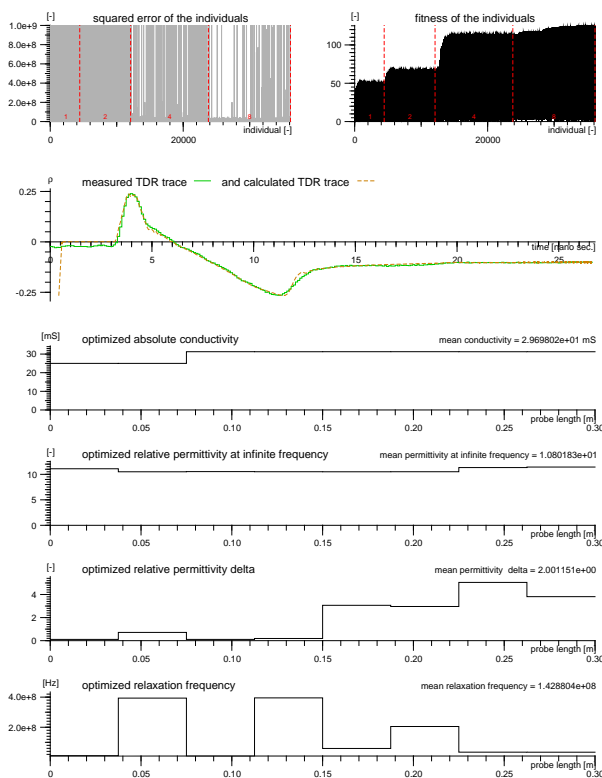 [-] squared error of the individuals
1.0e+9
8.0e+8
6.0e+8
4.0e+8
2.0e+8
0
1 2 4 8
0 20000
individual [-]
[-] fitness of the individuals
100
50
0
1 2 4 8
0 20000
individual [-]
ρ measured TDR trace and calculated TDR trace
0.25
0
-0.25
0 5 10 15 20 25
time [nano sec.]
[mS] optimized absolute conductivity mean conductivity = 2.969802e+01 mS
30
20
10
0
0 0.05 0.10 0.15 0.20 0.25 0.30
probe length [m]
[-] optimized relative permittivity at infinite frequency mean permittivity at infinite frequency = 1.080183e+01
10
5
0
0 0.05 0.10 0.15 0.20 0.25 0.30
probe length [m]
[-] optimized relative permittivity delta mean permittivity delta = 2.001151e+00
4
2
0
0 0.05 0.10 0.15 0.20 0.25 0.30
probe length [m]
[Hz] optimized relaxation frequency mean relaxation frequency = 1.428804e+08
4.0e+8
2.0e+8
0 0.05 0.10 0.15 0.20 0.25 0.30
probe length [m]